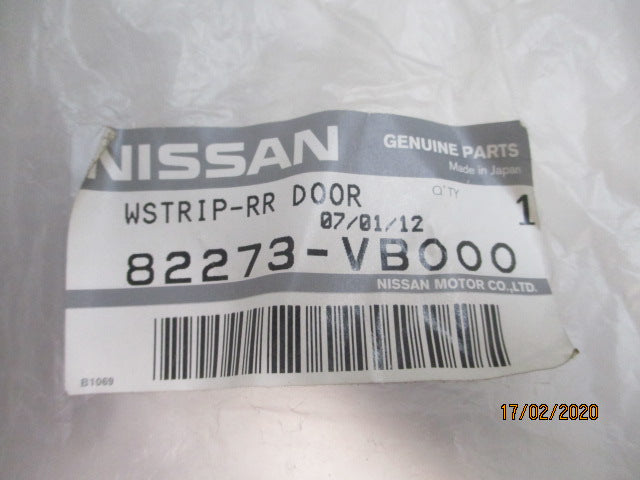 NISSAN
GENUINE PARTS
Made in Japan
WSTRIP-RR DOOR
Q'TY
1
07/01/12
82273-VB000
NISSAN MOTOR CO.,LTD.
B1069
17/02/2020